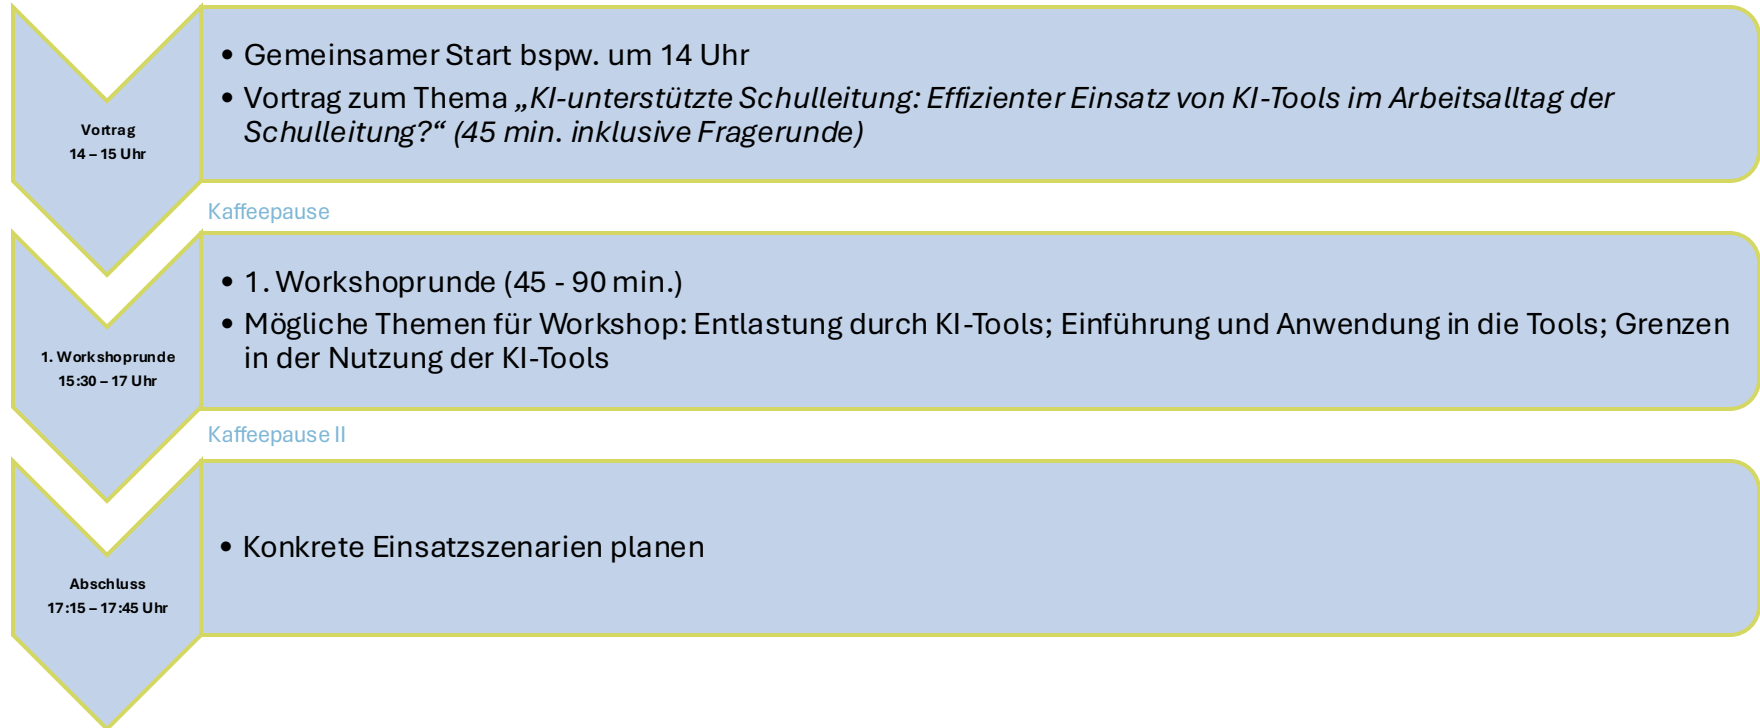 Vortrag
14 – 15 Uhr
• Gemeinsamer Start bspw. um 14 Uhr
• Vortrag zum Thema „KI-unterstützte Schulleitung: Effizienter Einsatz von KI-Tools im Arbeitsalltag der
Schulleitung?“ (45 min. inklusive Fragerunde)
Kaffeepause
1. Workshoprunde
15:30 – 17 Uhr
• 1. Workshoprunde (45 - 90 min.)
• Mögliche Themen für Workshop: Entlastung durch KI-Tools; Einführung und Anwendung in die Tools; Grenzen
in der Nutzung der KI-Tools
Kaffeepause II
Abschluss
17:15 – 17:45 Uhr
• Konkrete Einsatzszenarien planen